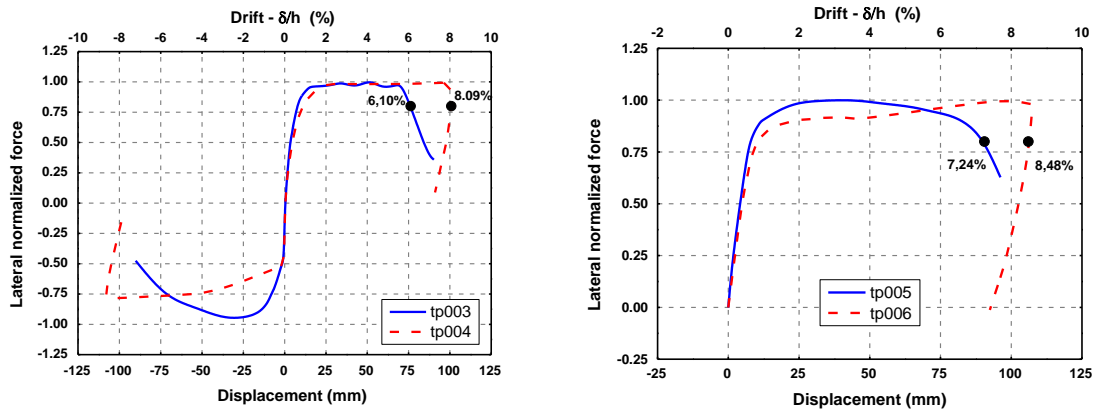 Drift - δ/h (%)
-10 -8 -6 -4 -2 0 2 4 6 8 10
1.25
1.00
0.75
0.50
0.25
0.00
-0.25
-0.50
-0.75
-1.00
-1.25
Lateral normalized force
6,10%
8.09%
tp003
tp004
-125 -100 -75 -50 -25 0 25 50 75 100 125
Displacement (mm)
Drift - δ/h (%)
-2 0 2 4 6 8 10
1.25
1.00
0.75
0.50
0.25
0.00
-0.25
Lateral normalized force
7,24%
8,48%
tp005
tp006
-25 0 25 50 75 100 125
Displacement (mm)